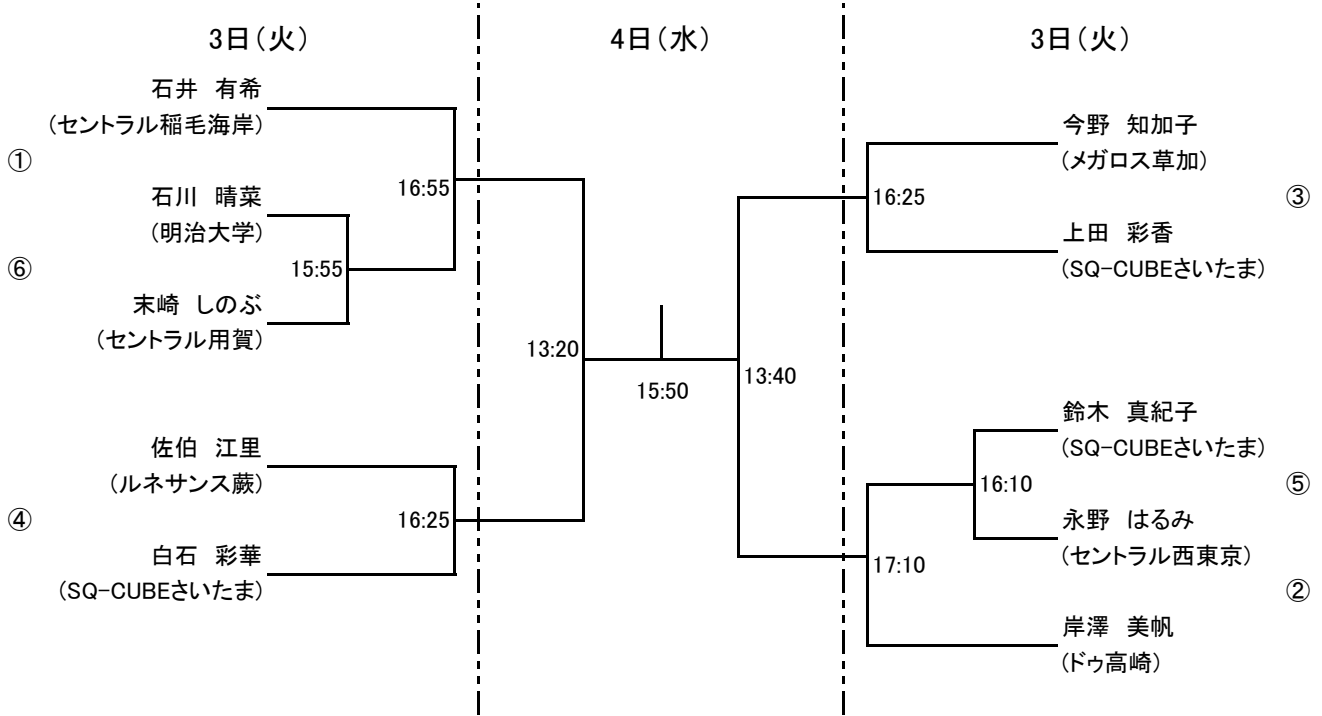 3日(火)
4日(水)
3日(火)
石井 有希
(セントラル稲毛海岸)
①
16:55
石川 晴菜
(明治大学)
⑥
15:55
末崎 しのぶ
(セントラル用賀)
佐伯 江里
(ルネサンス蕨)
④
16:25
白石 彩華
(SQ-CUBEさいたま)
13:20
15:50
13:40
今野 知加子
(メガロス草加)
16:25
③
上田 彩香
(SQ-CUBEさいたま)
鈴木 真紀子
(SQ-CUBEさいたま)
16:10
⑤
永野 はるみ
(セントラル西東京)
17:10
②
岸澤 美帆
(ドゥ高崎)